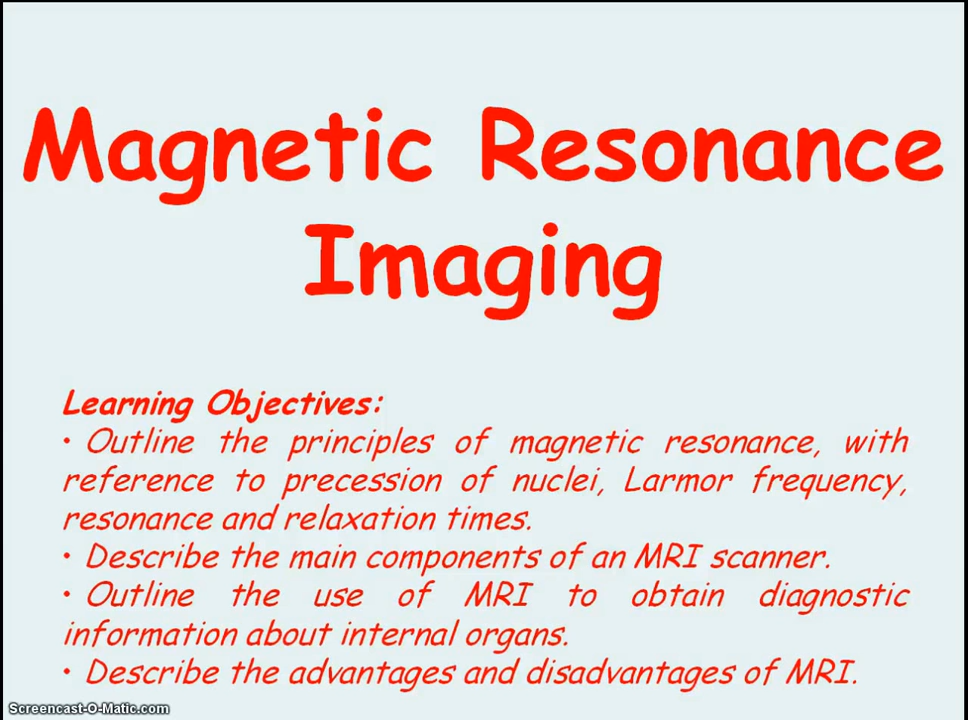 Magnetic Resonance
Imaging
Learning Objectives:
• Outline the principles of magnetic resonance, with
reference to precession of nuclei, Larmor frequency,
resonance and relaxation times.
• Describe the main components of an MRI scanner.
• Outline the use of MRI to obtain diagnostic
information about internal organs.
• Describe the advantages and disadvantages of MRI.
Screencast-O-Matic.com